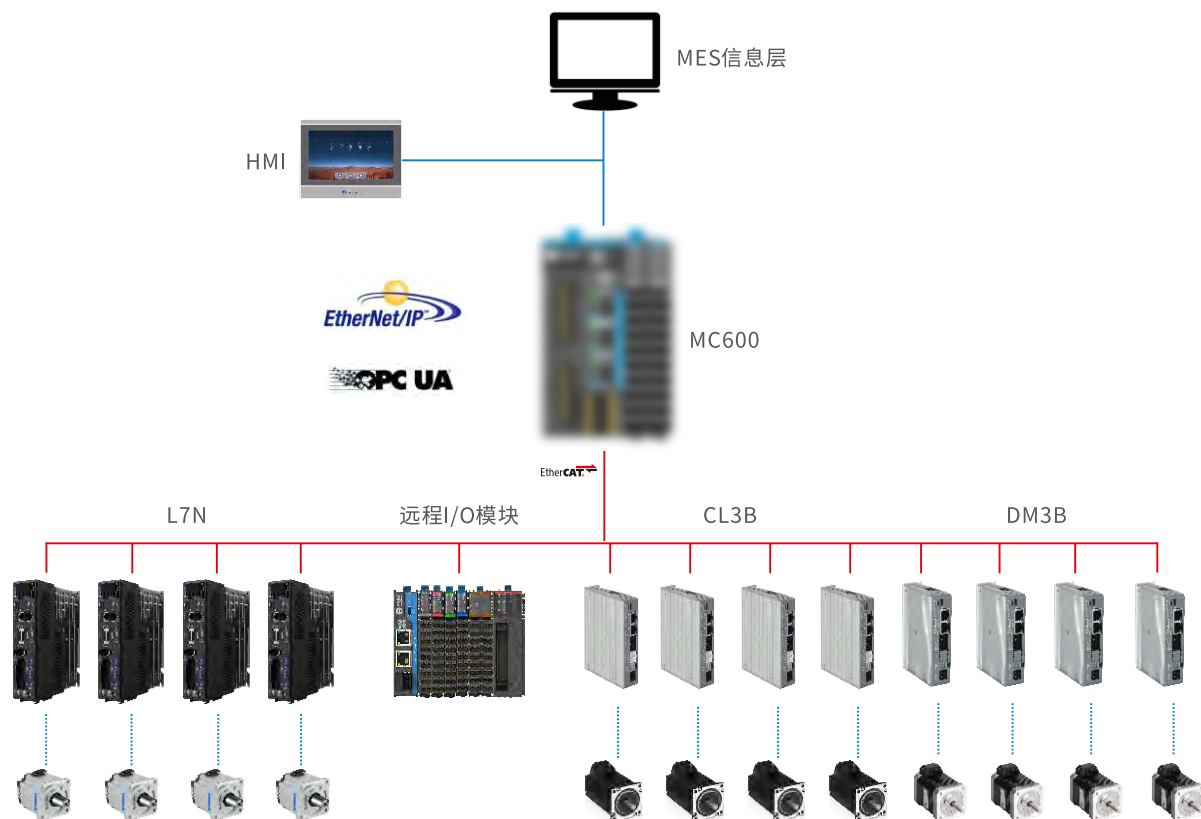 MES信息层
HMI
EtherNet/IP
OPC UA
MC600
EtherCAT
L7N
远程I/O模块
CL3B
DM3B